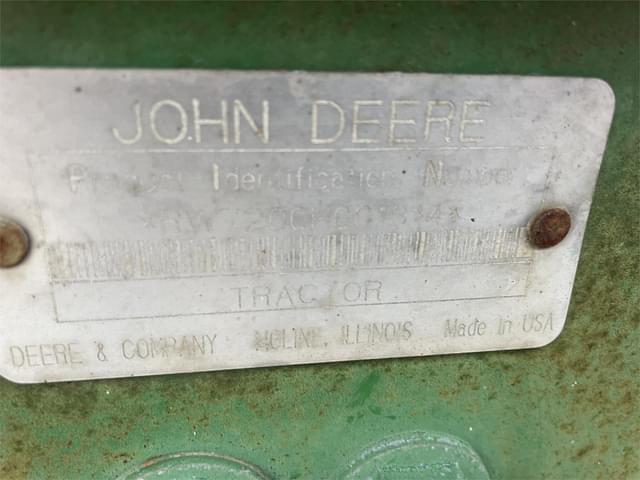 JOHN DEERE
Product Identification Number
TRACTOR
DEERE & COMPANY MOLINE, ILLINOIS Made In USA